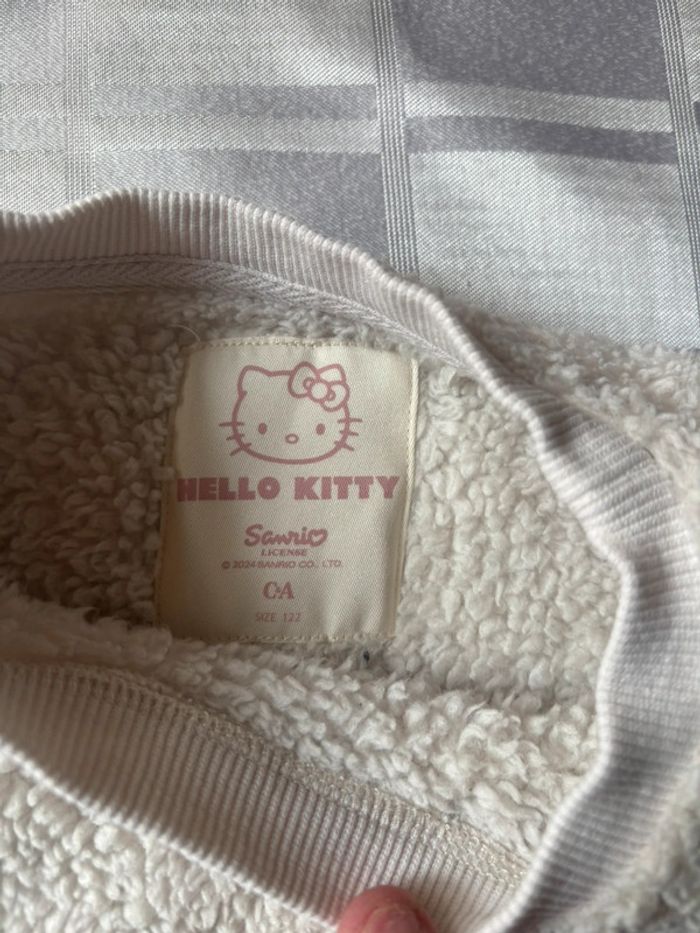 HELLO KITTY
Sanrio
LICENSE
© 2024 SANRIO CO., LTD.
C&A
SIZE 122